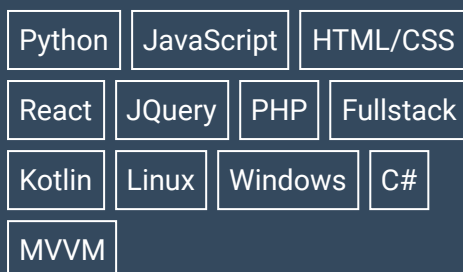 Python JavaScript HTML/CSS
React JQuery PHP Fullstack
Kotlin Linux Windows C#
MVVM